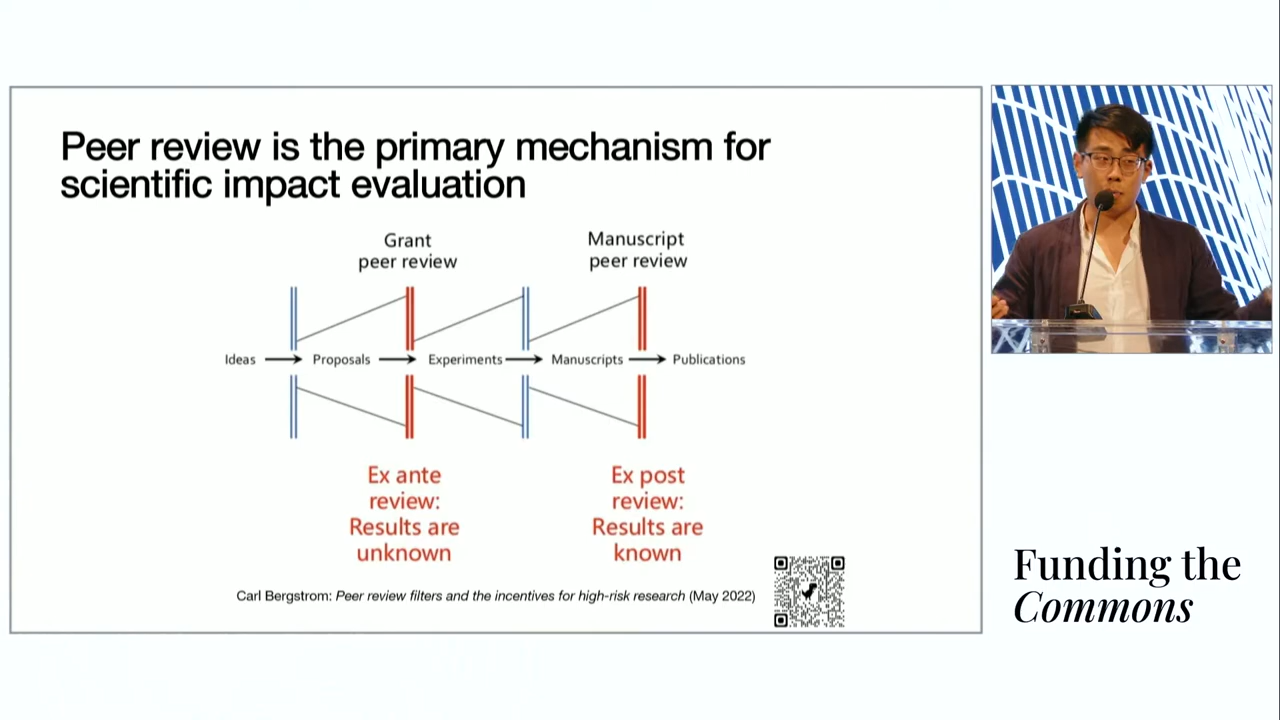 Peer review is the primary mechanism for
scientific impact evaluation
Grant
peer review
Manuscript
peer review
Ideas
Proposals
Experiments
Manuscripts
Publications
Ex ante
review:
Results are
unknown
Ex post
review:
Results are
known
Carl Bergstrom: Peer review filters and the incentives for high-risk research (May 2022)
Funding the
Commons